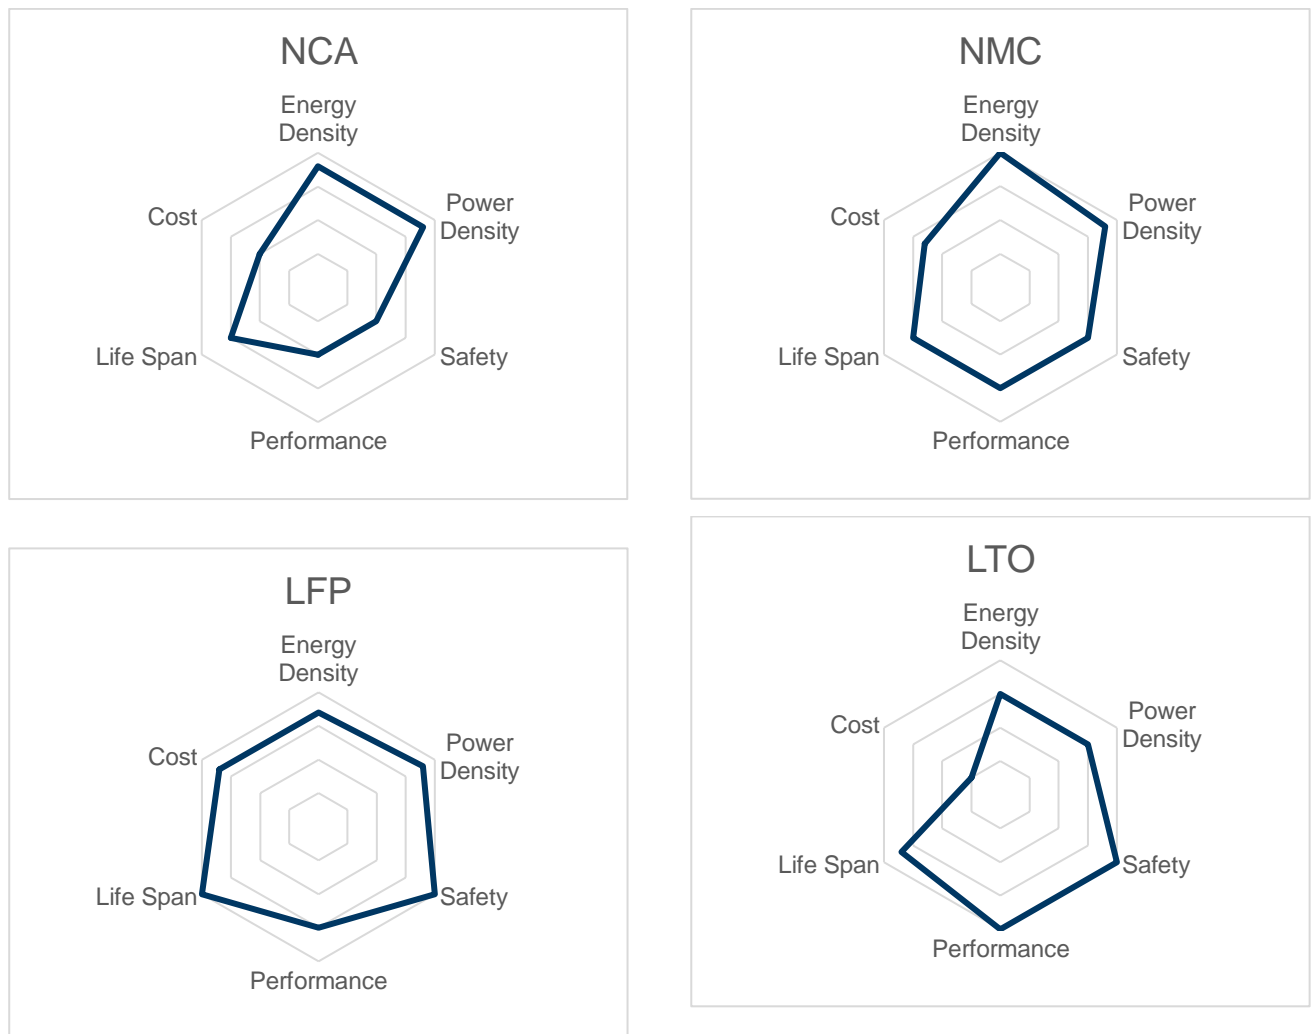 NCA
Energy
Density
Power
Density
Cost
Life Span
Safety
Performance
NMC
Energy
Density
Power
Density
Cost
Life Span
Safety
Performance
LFP
Energy
Density
Power
Density
Cost
Life Span
Safety
Performance
LTO
Energy
Density
Power
Density
Cost
Life Span
Safety
Performance